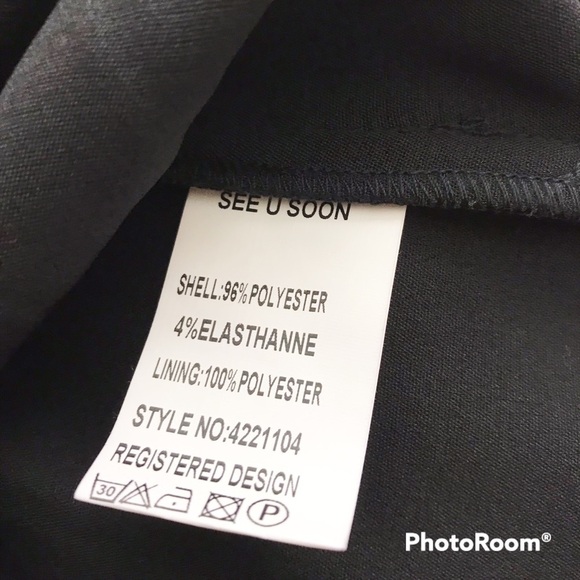 SEE U SOON
SHELL:96%POLYESTER
4%ELASTHANNE
LINING:100%POLYESTER
STYLE NO:4221104
REGISTERED DESIGN
30 P
PhotoRoom®